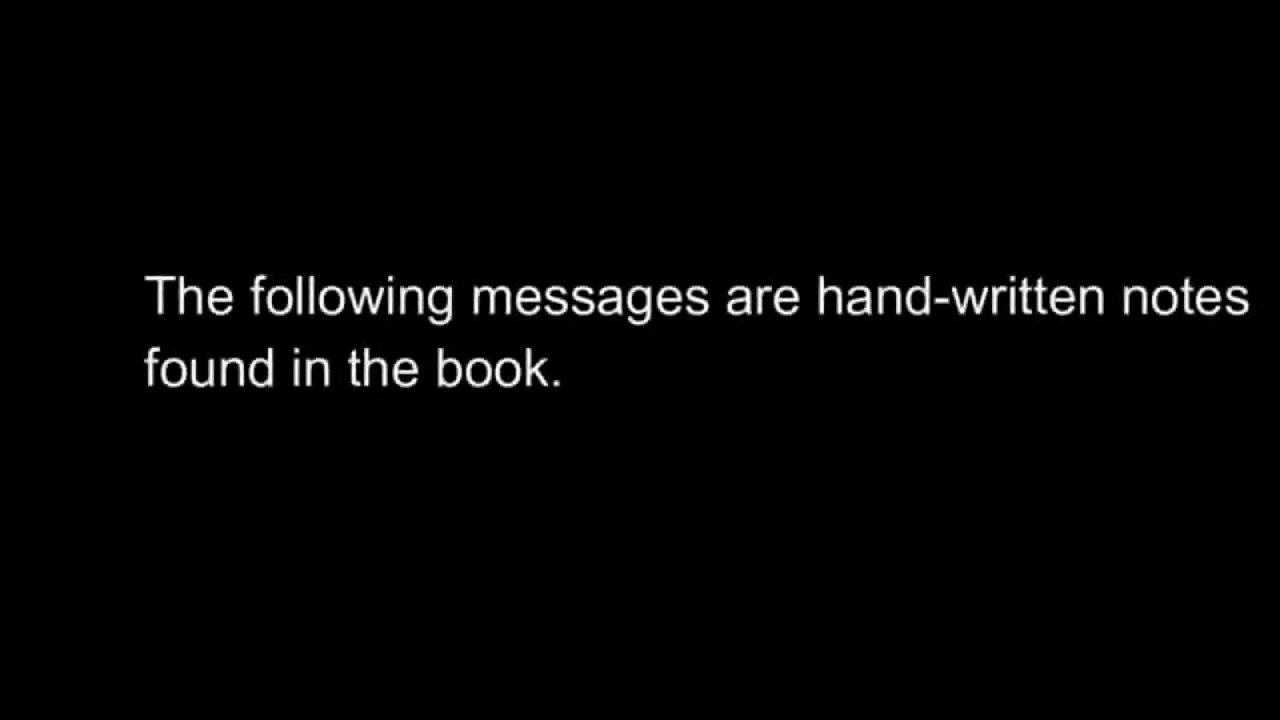 The following messages are hand-written notes
found in the book.